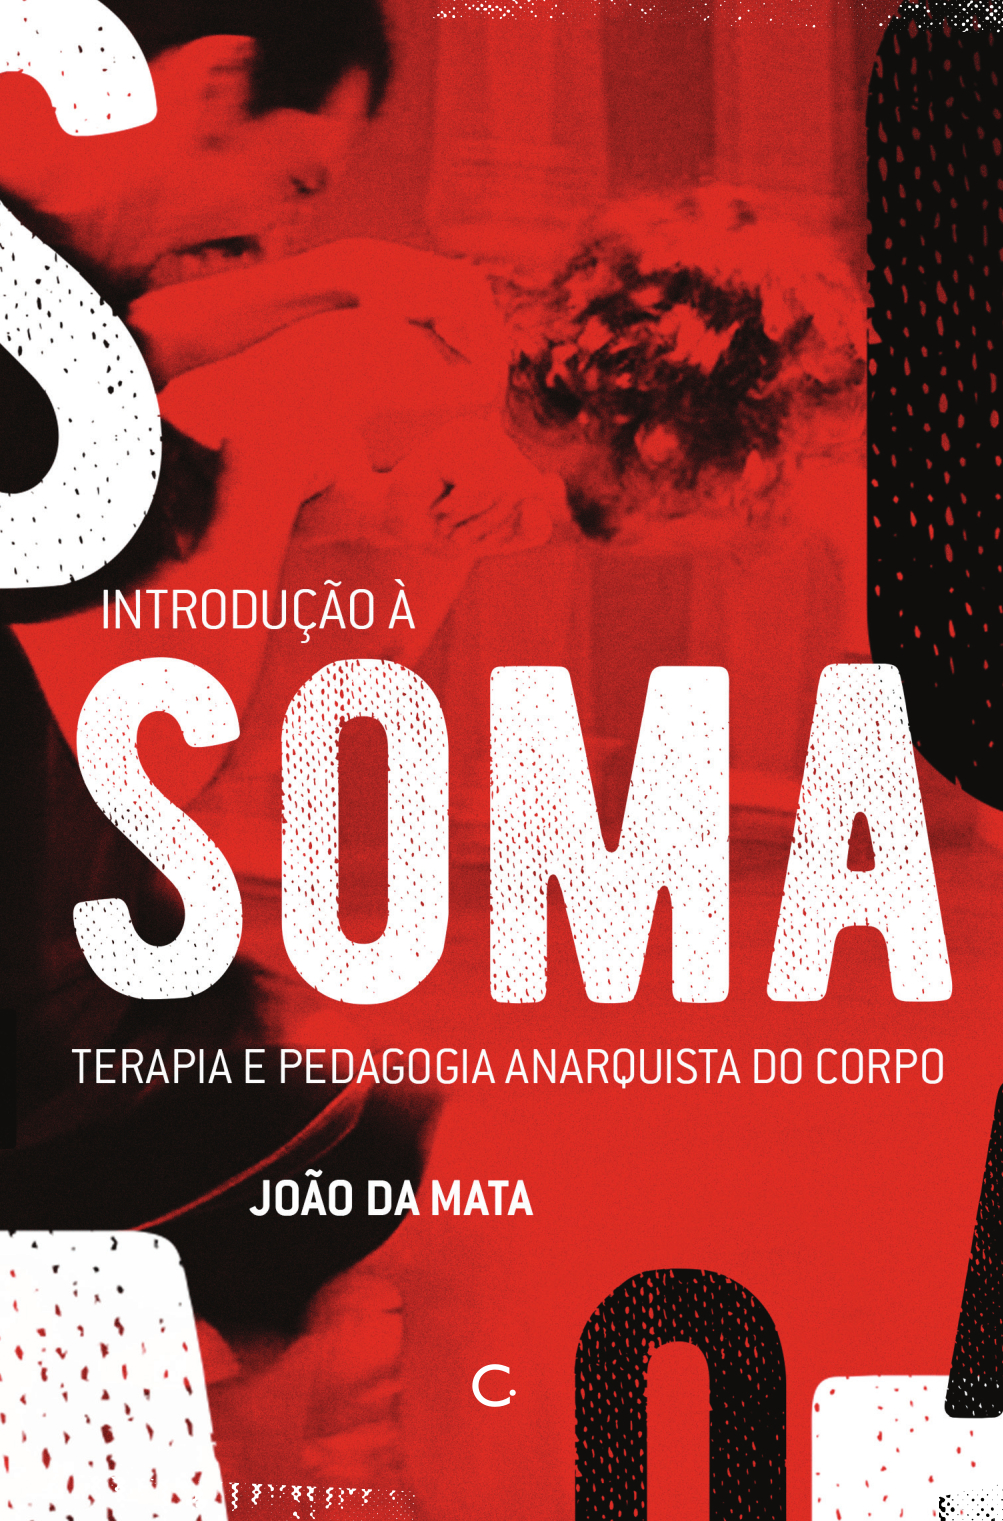 INTRODUÇÃO À
SOMA
TERAPIA E PEDAGOGIA ANARQUISTA DO CORPO
JOÃO DA MATA
C.